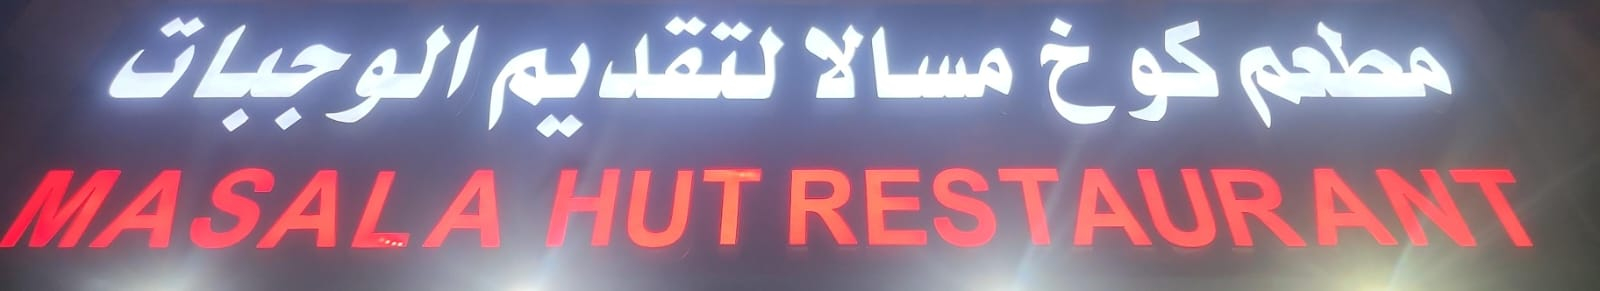 مطعم كوخ مسالا لتقديم الوجبات
MASALA HUT RESTAURANT